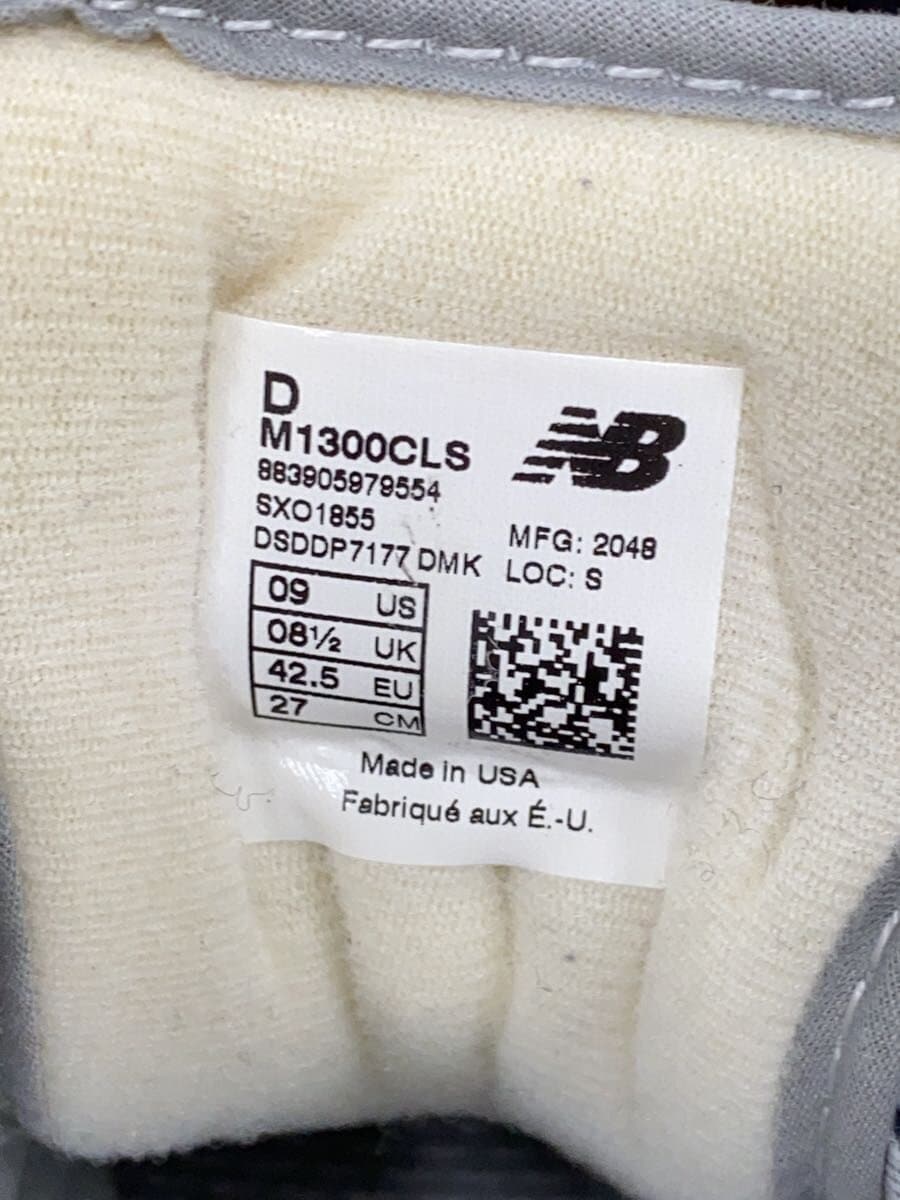 D
M1300CLS
883905979554
SXO1855
DSDDP7177 DMK
NB
MFG: 2048
LOC: S
09 US
08½ UK
42.5 EU
27 CM
Made in USA
Fabriqué aux É.-U.